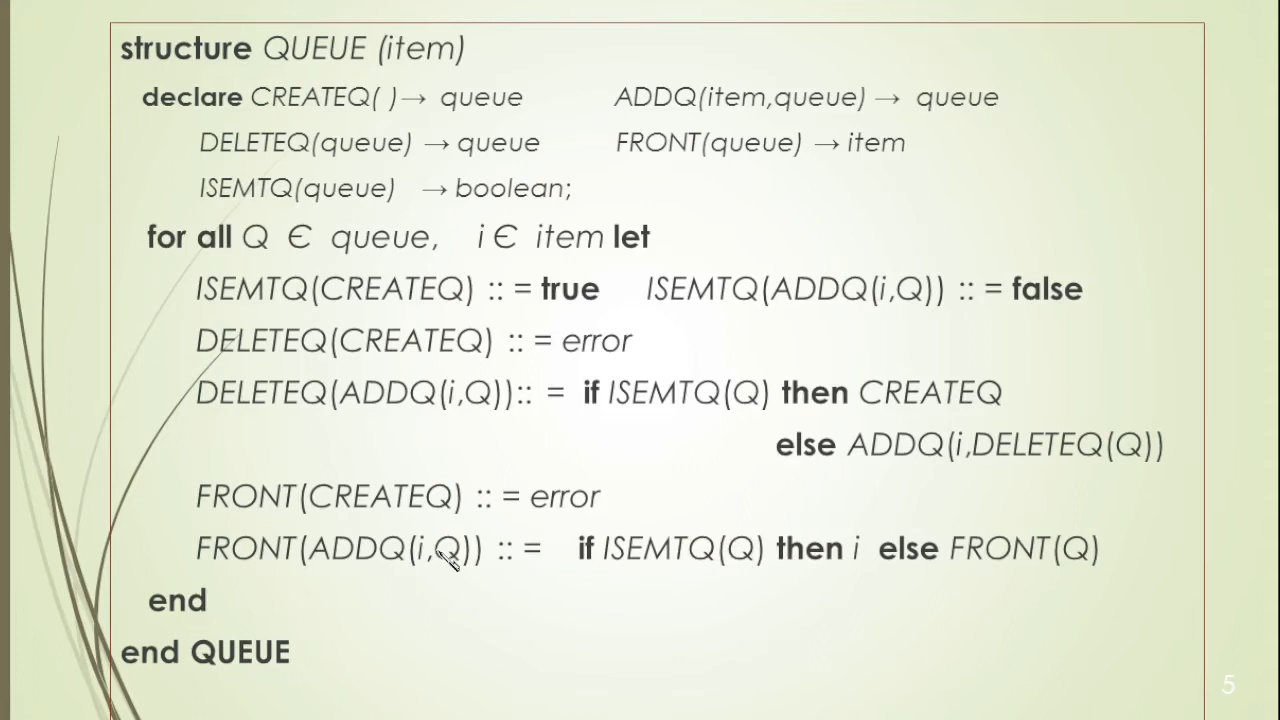 structure QUEUE (item)
declare CREATEQ( )→ queue ADDQ(item,queue) → queue
DELETEQ(queue) → queue FRONT(queue) → item
ISEMTQ(queue) → boolean;
for all Q Є queue, i Є item let
ISEMTQ(CREATEQ) :: = true ISEMTQ(ADDQ(i,Q)) :: = false
DELETEQ(CREATEQ) :: = error
DELETEQ(ADDQ(i,Q)):: = if ISEMTQ(Q) then CREATEQ
else ADDQ(i,DELETEQ(Q))
FRONT(CREATEQ) :: = error
FRONT(ADDQ(i,Q)) :: = if ISEMTQ(Q) then i else FRONT(Q)
end
end QUEUE
5